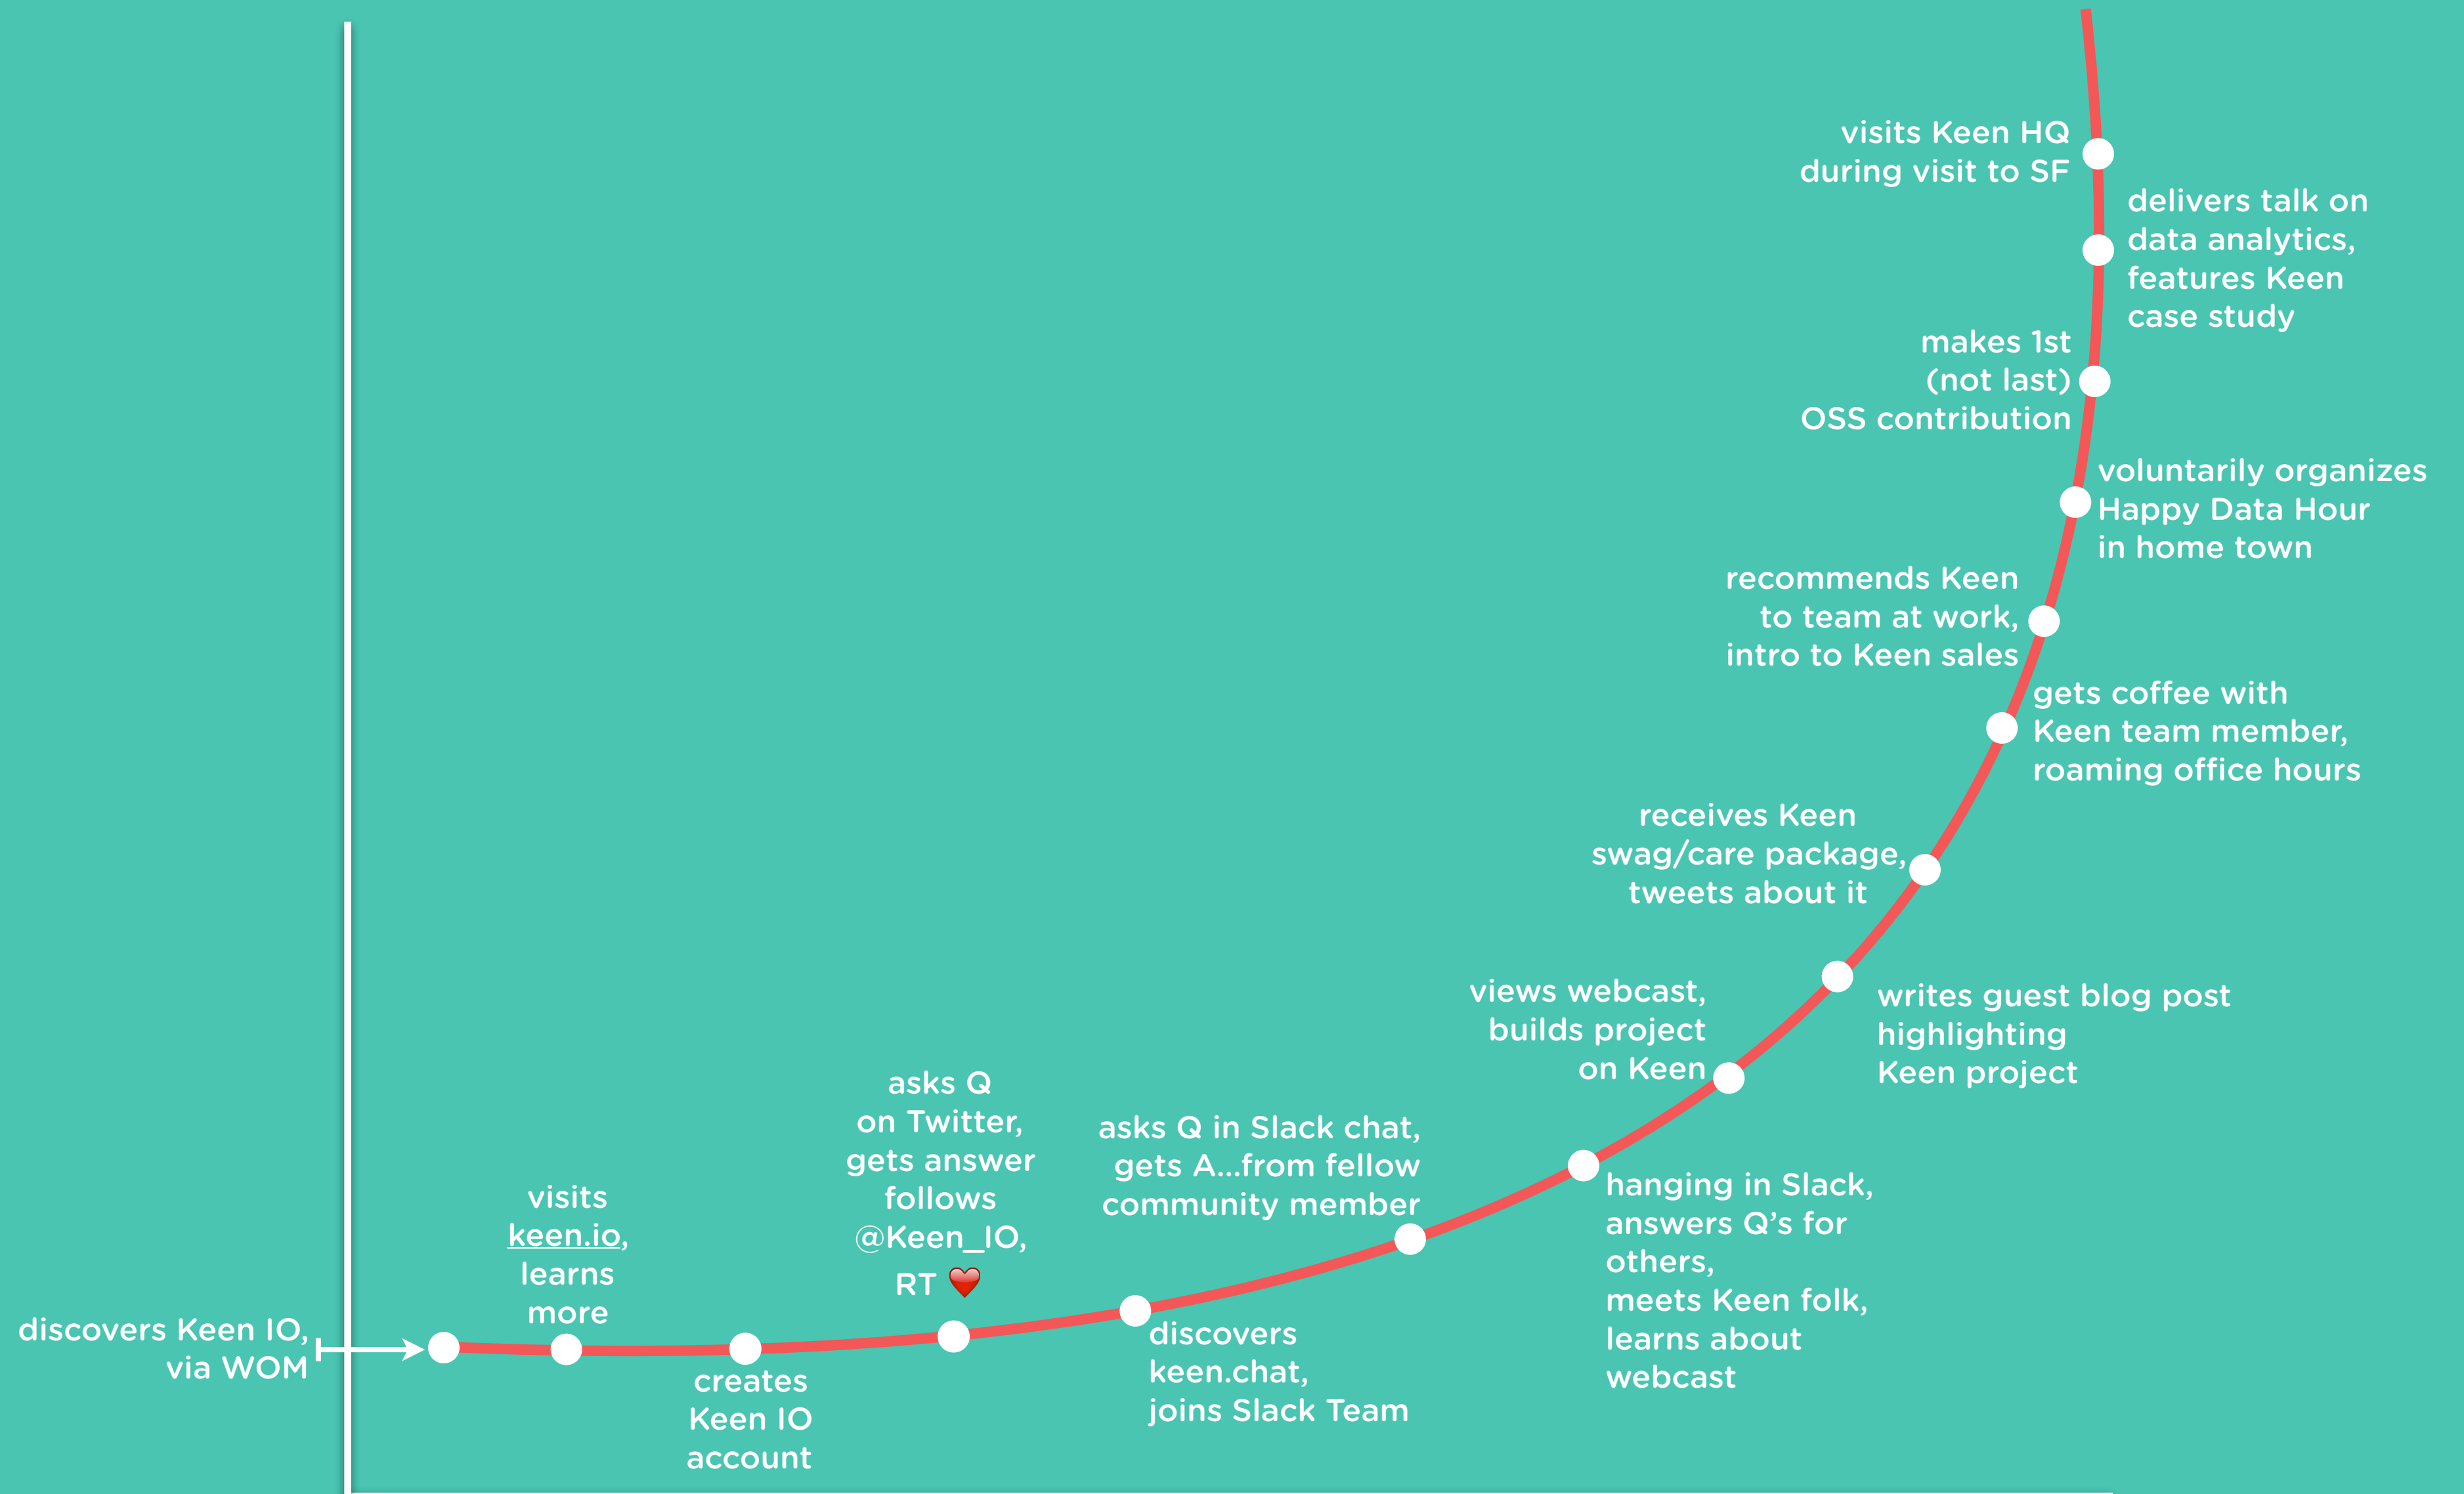 discovers Keen IO,
via WOM
visits
keen.io,
learns
more
creates
Keen IO
account
asks Q
on Twitter,
gets answer
follows
@Keen_IO,
RT ❤️
discovers
keen.chat,
joins Slack Team
asks Q in Slack chat,
gets A...from fellow
community member
hanging in Slack,
answers Q’s for
others,
meets Keen folk,
learns about
webcast
views webcast,
builds project
on Keen
writes guest blog post
highlighting
Keen project
receives Keen
swag/care package,
tweets about it
gets coffee with
Keen team member,
roaming office hours
recommends Keen
to team at work,
intro to Keen sales
voluntarily organizes
Happy Data Hour
in home town
makes 1st
(not last)
OSS contribution
delivers talk on
data analytics,
features Keen
case study
visits Keen HQ
during visit to SF